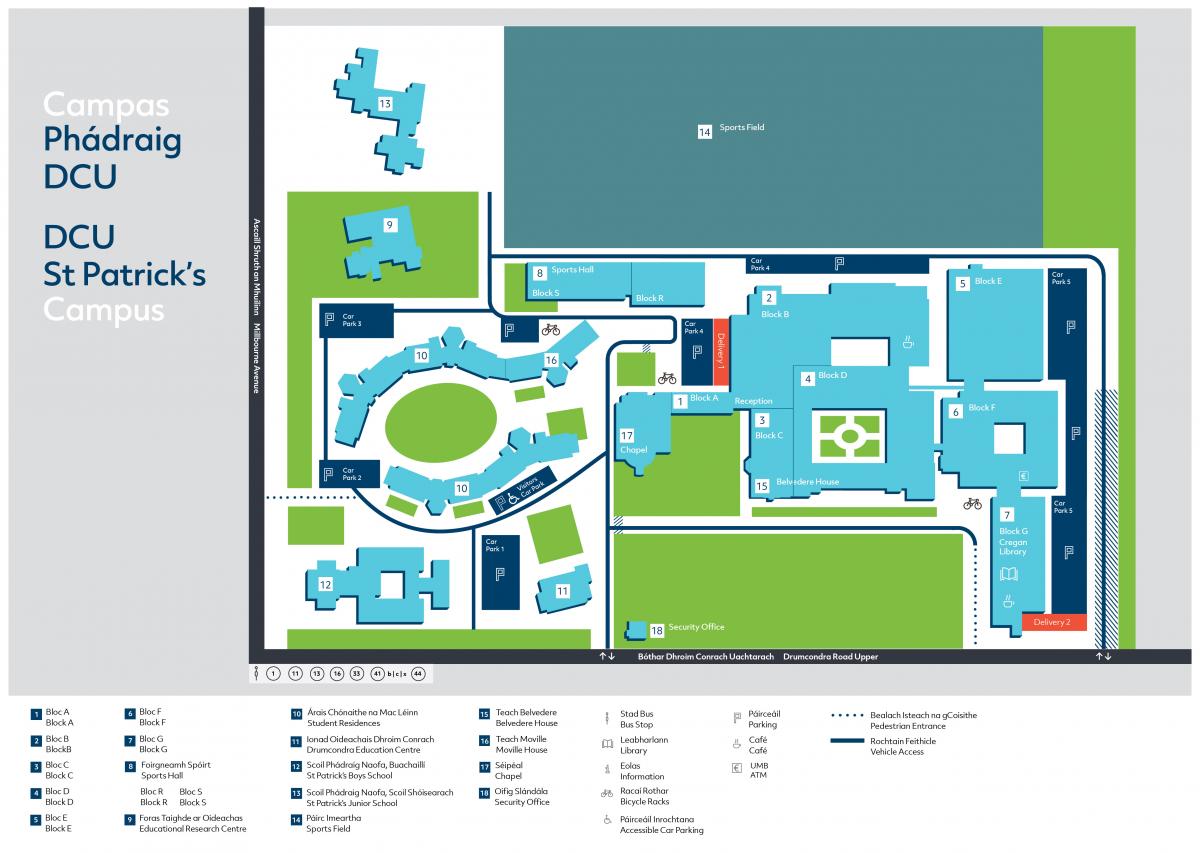 Campas
Phádraig
DCU
DCU
St Patrick's
Campus
Ascaill Shruth an Mhuilinn Millbourne Avenue
13
14 Sports Field
9
8 Sports Hall
Block S
Block R
Car
Park 4
P
5 Block E
Car
Park 5
P
2
Block B
P Car
Park 3
P
Car
Park 4
P
Delivery 1
10
16
4 Block D
1 Block A
Reception
6 Block F
P
3
Block C
17
Chapel
P Car
Park 2
10
P Visitors
Car Park
15 Belvedere House
€
7
Block G
Cregan
Library
Car
Park 5
P
Car
Park 1
P
12
11
18 Security Office
Delivery 2
Bóthar Dhroim Conrach Uachtarach Drumcondra Road Upper
1 11 13 16 33 41 b|c|x 44
1 Bloc A
Block A
2 Bloc B
BlockB
3 Bloc C
Block C
4 Bloc D
Block D
5 Bloc E
Block E
6 Bloc F
Block F
7 Bloc G
Block G
8 Foirgneamh Spóirt
Sports Hall
Bloc R Bloc S
Block R Block S
9 Foras Taighde ar Oideachas
Educational Research Centre
10 Árais Chónaithe na Mac Léinn
Student Residences
11 Ionad Oideachais Dhroim Conrach
Drumcondra Education Centre
12 Scoil Phádraig Naofa, Buachaillí
St Patrick's Boys School
13 Scoil Phádraig Naofa, Scoil Shóisearach
St Patrick's Junior School
14 Páirc Imeartha
Sports Field
15 Teach Belvedere
Belvedere House
16 Teach Moville
Moville House
17 Séipéal
Chapel
18 Oifig Slándála
Security Office
Stad Bus
Bus Stop
Leabharlann
Library
Eolas
Information
Racaí Rothar
Bicycle Racks
Páirceáil Inrochtana
Accessible Car Parking
P Páirceáil
Parking
Café
Café
€ UMB
ATM
Bealach Isteach na gCoisithe
Pedestrian Entrance
Rochtain Feithicle
Vehicle Access